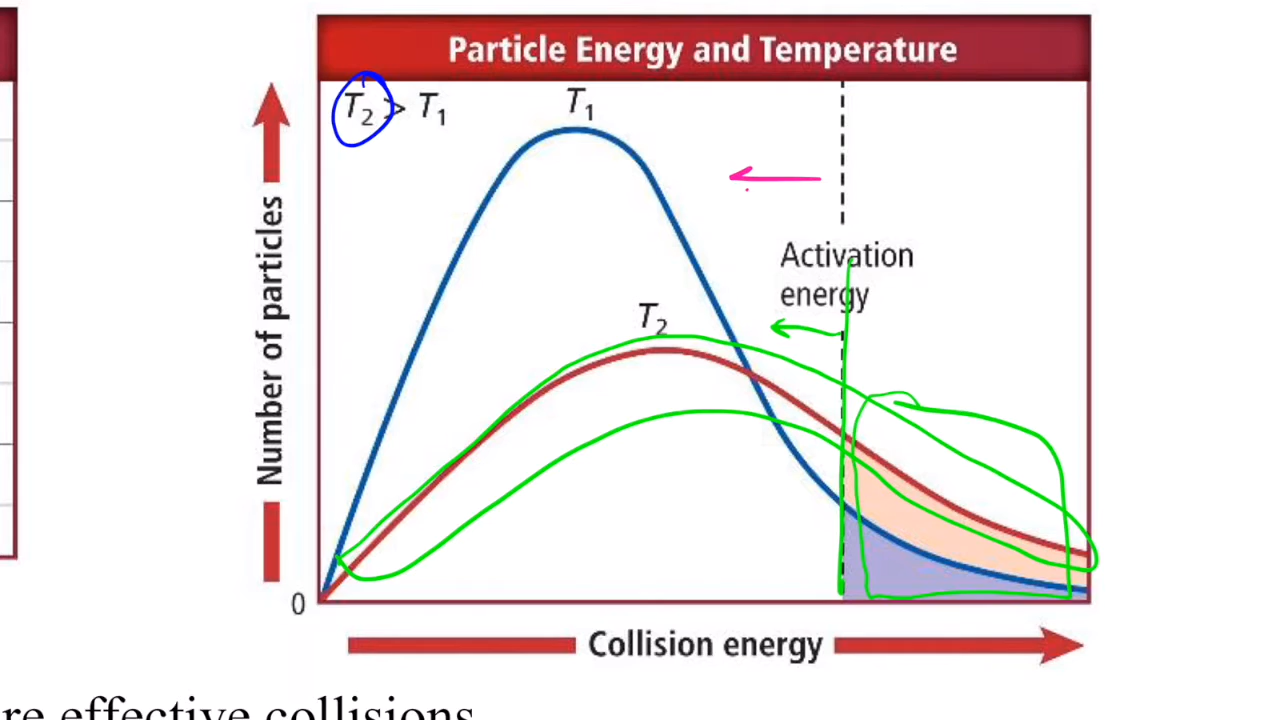 Particle Energy and Temperature
T₂ > T₁
T₁
Activation
energy
T₂
Number of particles
0
Collision energy
re effective collisions